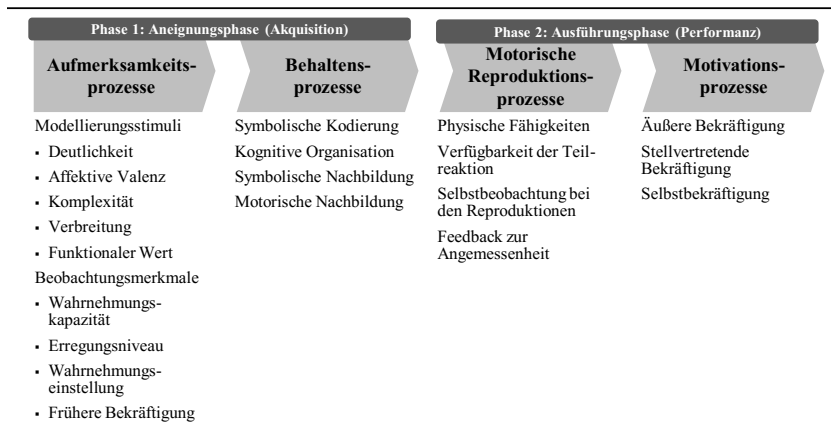 Phase 1: Aneignungsphase (Akquisition)
Aufmerksamkeits-
prozesse
Behaltens-
prozesse
Modellierungsstimuli
▪ Deutlichkeit
▪ Affektive Valenz
▪ Komplexität
▪ Verbreitung
▪ Funktionaler Wert
Beobachtungsmerkmale
▪ Wahrnehmungs-
kapazität
▪ Erregungsniveau
▪ Wahrnehmungs-
einstellung
▪ Frühere Bekräftigung
Symbolische Kodierung
Kognitive Organisation
Symbolische Nachbildung
Motorische Nachbildung
Phase 2: Ausführungsphase (Performanz)
Motorische
Reproduktions-
prozesse
Motivations-
prozesse
Physische Fähigkeiten
Verfügbarkeit der Teil-
reaktion
Selbstbeobachtung bei
den Reproduktionen
Feedback zur
Angemessenheit
Äußere Bekräftigung
Stellvertretende
Bekräftigung
Selbstbekräftigung